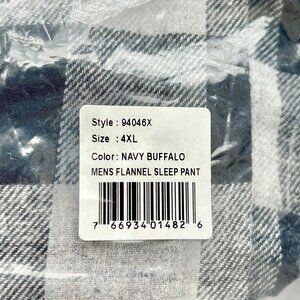 Style : 94046X
Size : 4XL
Color : NAVY BUFFALO
MENS FLANNEL SLEEP PANT
7 66934 01482 6